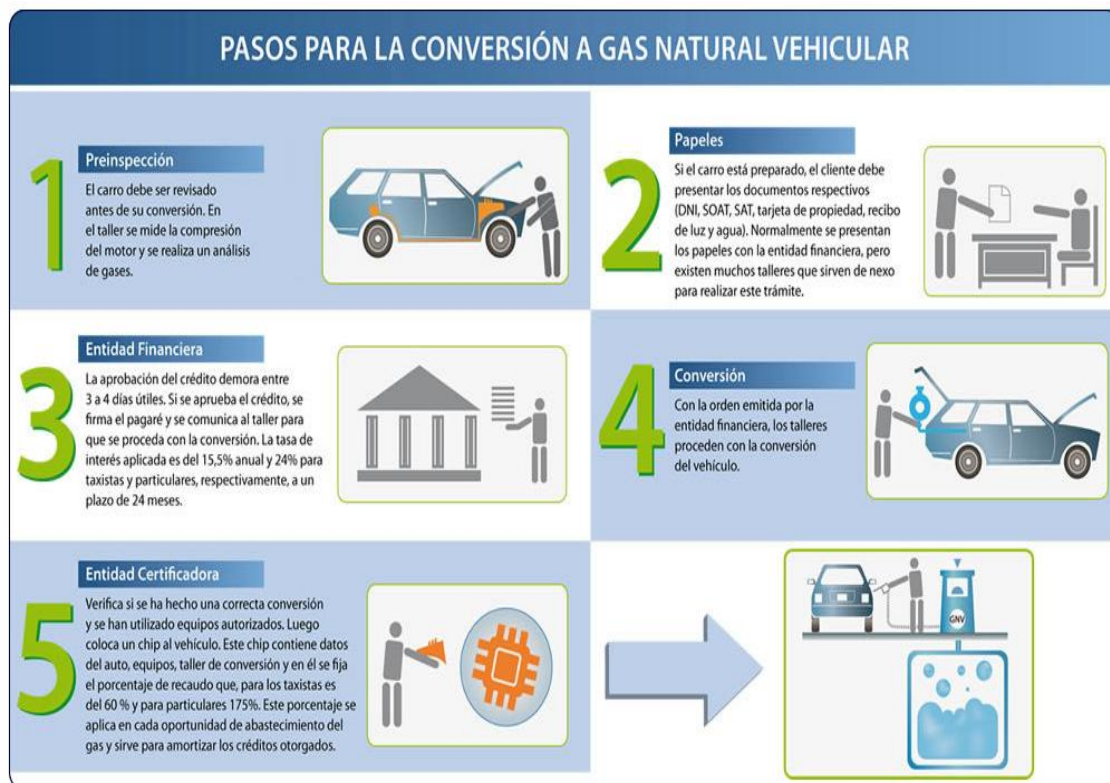 PASOS PARA LA CONVERSIÓN A GAS NATURAL VEHICULAR
1
Preinspección
El carro debe ser revisado
antes de su conversión. En
el taller se mide la compresión
del motor y se realiza un análisis
de gases.
2
Papeles
Si el carro está preparado, el cliente debe
presentar los documentos respectivos
(DNI, SOAT, SAT, tarjeta de propiedad, recibo
de luz y agua). Normalmente se presentan
los papeles con la entidad financiera, pero
existen muchos talleres que sirven de nexo
para realizar este trámite.
3
Entidad Financiera
La aprobación del crédito demora entre
3 a 4 días útiles. Si se aprueba el crédito, se
firma el pagaré y se comunica al taller para
que se proceda con la conversión. La tasa de
interés aplicada es del 15,5% anual y 24% para
taxistas y particulares, respectivamente, a un
plazo de 24 meses.
4
Conversión
Con la orden emitida por la
entidad financiera, los talleres
proceden con la conversión
del vehículo.
5
Entidad Certificadora
Verifica si se ha hecho una correcta conversión
y se han utilizado equipos autorizados. Luego
coloca un chip al vehículo. Este chip contiene datos
del auto, equipos, taller de conversión y en él se fija
el porcentaje de recaudo que, para los taxistas es
del 60 % y para particulares 175%. Este porcentaje se
aplica en cada oportunidad de abastecimiento del
gas y sirve para amortizar los créditos otorgados.
GNV